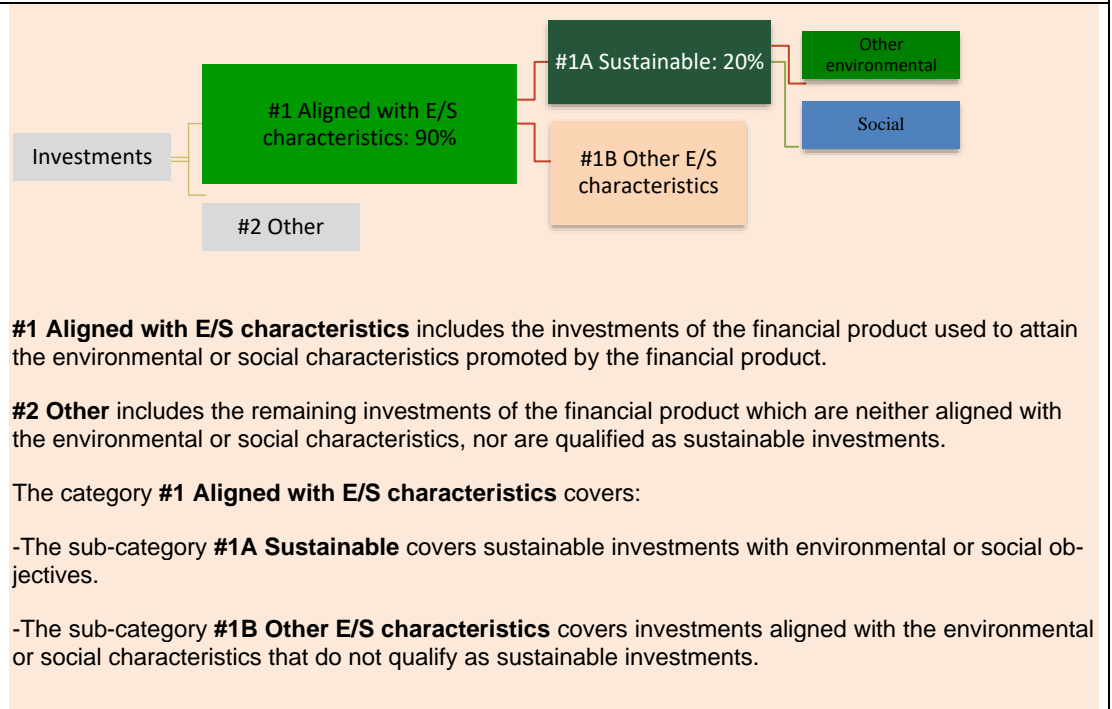 Investments
#1 Aligned with E/S
characteristics: 90%
#2 Other
#1A Sustainable: 20%
#1B Other E/S
characteristics
Other
environmental
Social
#1 Aligned with E/S characteristics includes the investments of the financial product used to attain
the environmental or social characteristics promoted by the financial product.
#2 Other includes the remaining investments of the financial product which are neither aligned with
the environmental or social characteristics, nor are qualified as sustainable investments.
The category #1 Aligned with E/S characteristics covers:
-The sub-category #1A Sustainable covers sustainable investments with environmental or social ob-
jectives.
-The sub-category #1B Other E/S characteristics covers investments aligned with the environmental
or social characteristics that do not qualify as sustainable investments.